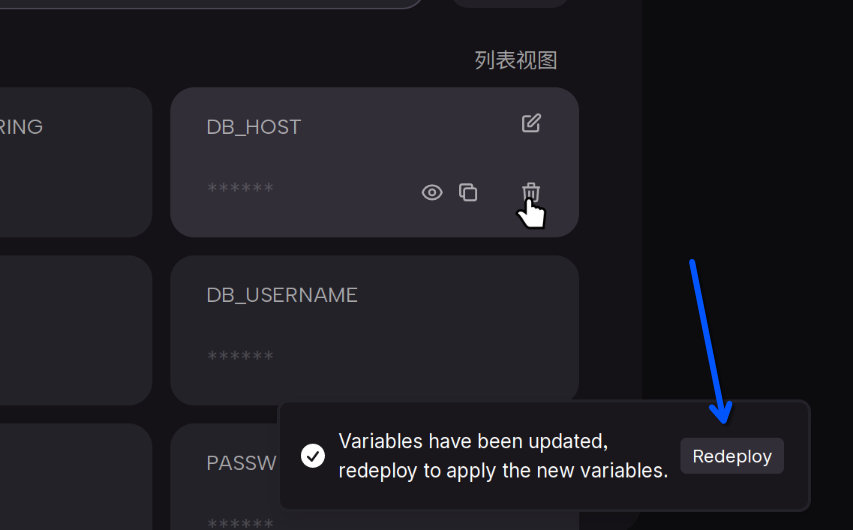 列表视图
RING
DB_HOST
******
******
DB_USERNAME
******
Variables have been updated,
redeploy to apply the new variables.
Redeploy
PASSW
******